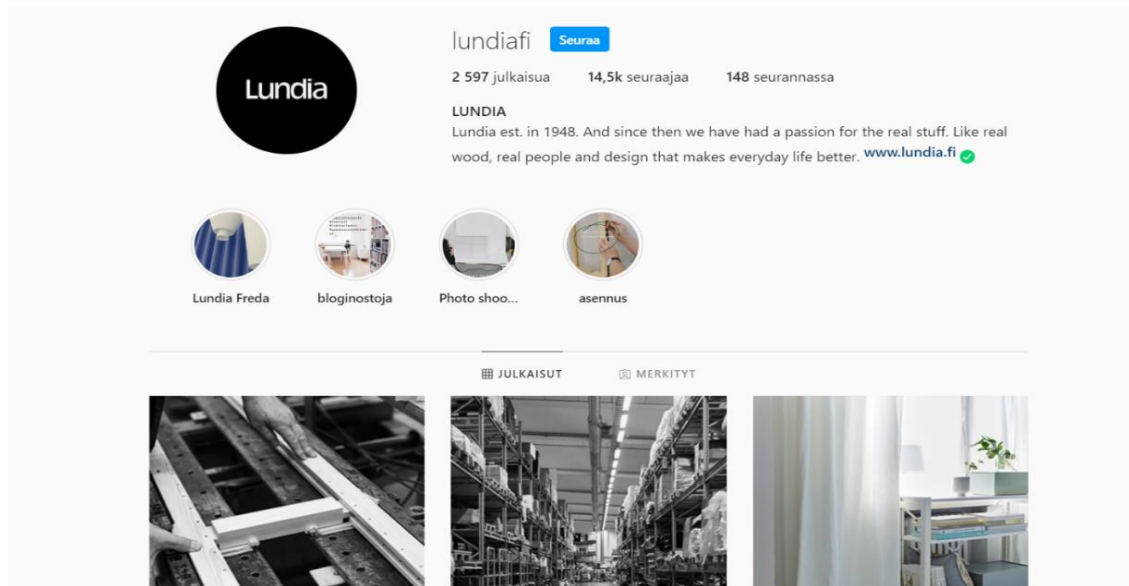 Lundia
lundiafi Seuraa
2 597 julkaisua 14,5k seuraajaa 148 seurannassa
LUNDIA
Lundia est. in 1948. And since then we have had a passion for the real stuff. Like real
wood, real people and design that makes everyday life better. www.lundia.fi
Lundia Freda bloginostoja Photo shoo... asennus
JULKAISUT MERKITYT